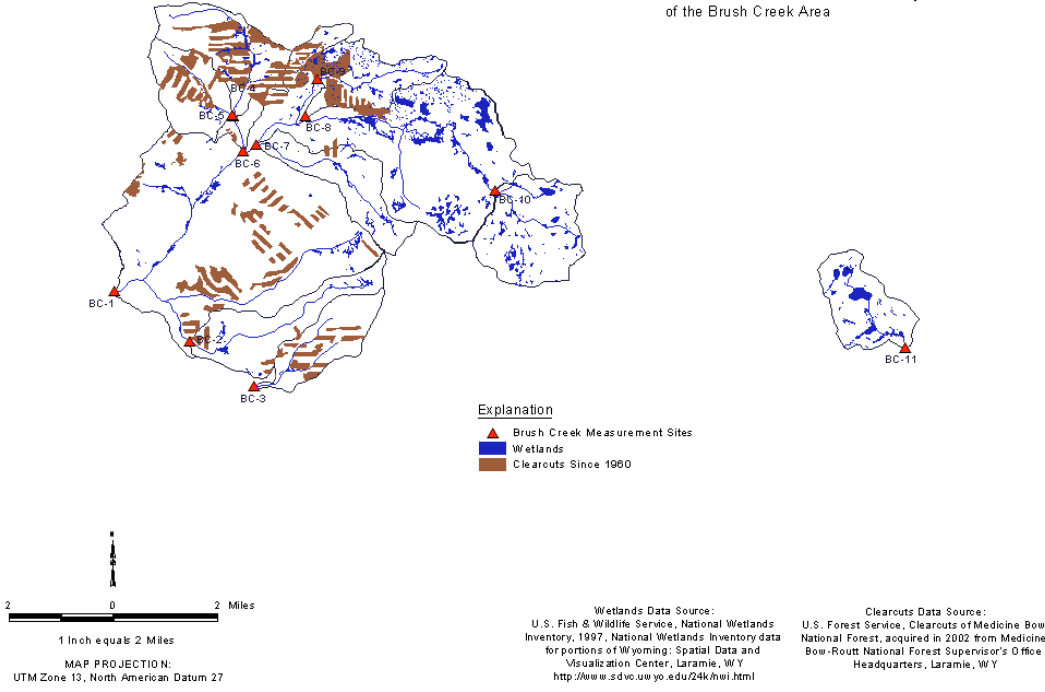 of the Brush Creek Area
BC-9
BC-4
BC-5
BC-8
BC-7
BC-6
BC-10
BC-1
BC-2
BC-11
BC-3
Explanation
Brush Creek Measurement Sites
Wetlands
Clearcuts Since 1960
N
2 0 2 Miles
1 Inch equals 2 Miles
MAP PROJECTION:
UTM Zone 13, North American Datum 27
Wetlands Data Source:
U.S. Fish & Wildlife Service, National Wetlands
Inventory, 1997, National Wetlands Inventory data
for portions of Wyoming: Spatial Data and
Visualization Center, Laramie, WY
http://www.sdvc.uwyo.edu/24k/nwi.html
Clearcuts Data Source:
U.S. Forest Service, Clearcuts of Medicine Bow
National Forest, acquired in 2002 from Medicine
Bow-Routt National Forest Supervisor's Office
Headquarters, Laramie, WY